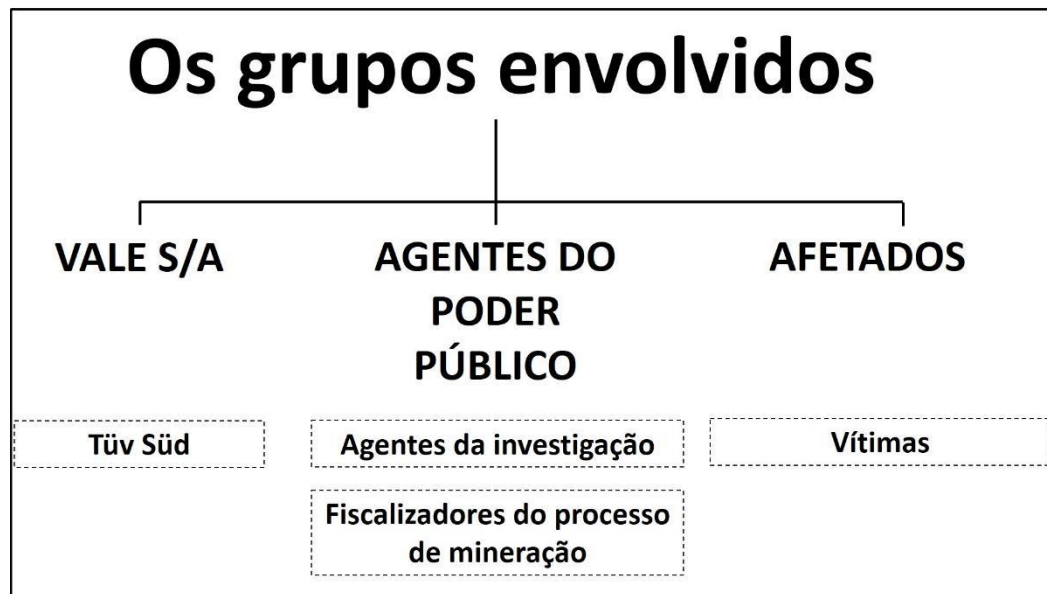 Os grupos envolvidos
VALE S/A
AGENTES DO
PODER
PÚBLICO
AFETADOS
Tüv Süd
Agentes da investigação
Fiscalizadores do processo
de mineração
Vítimas